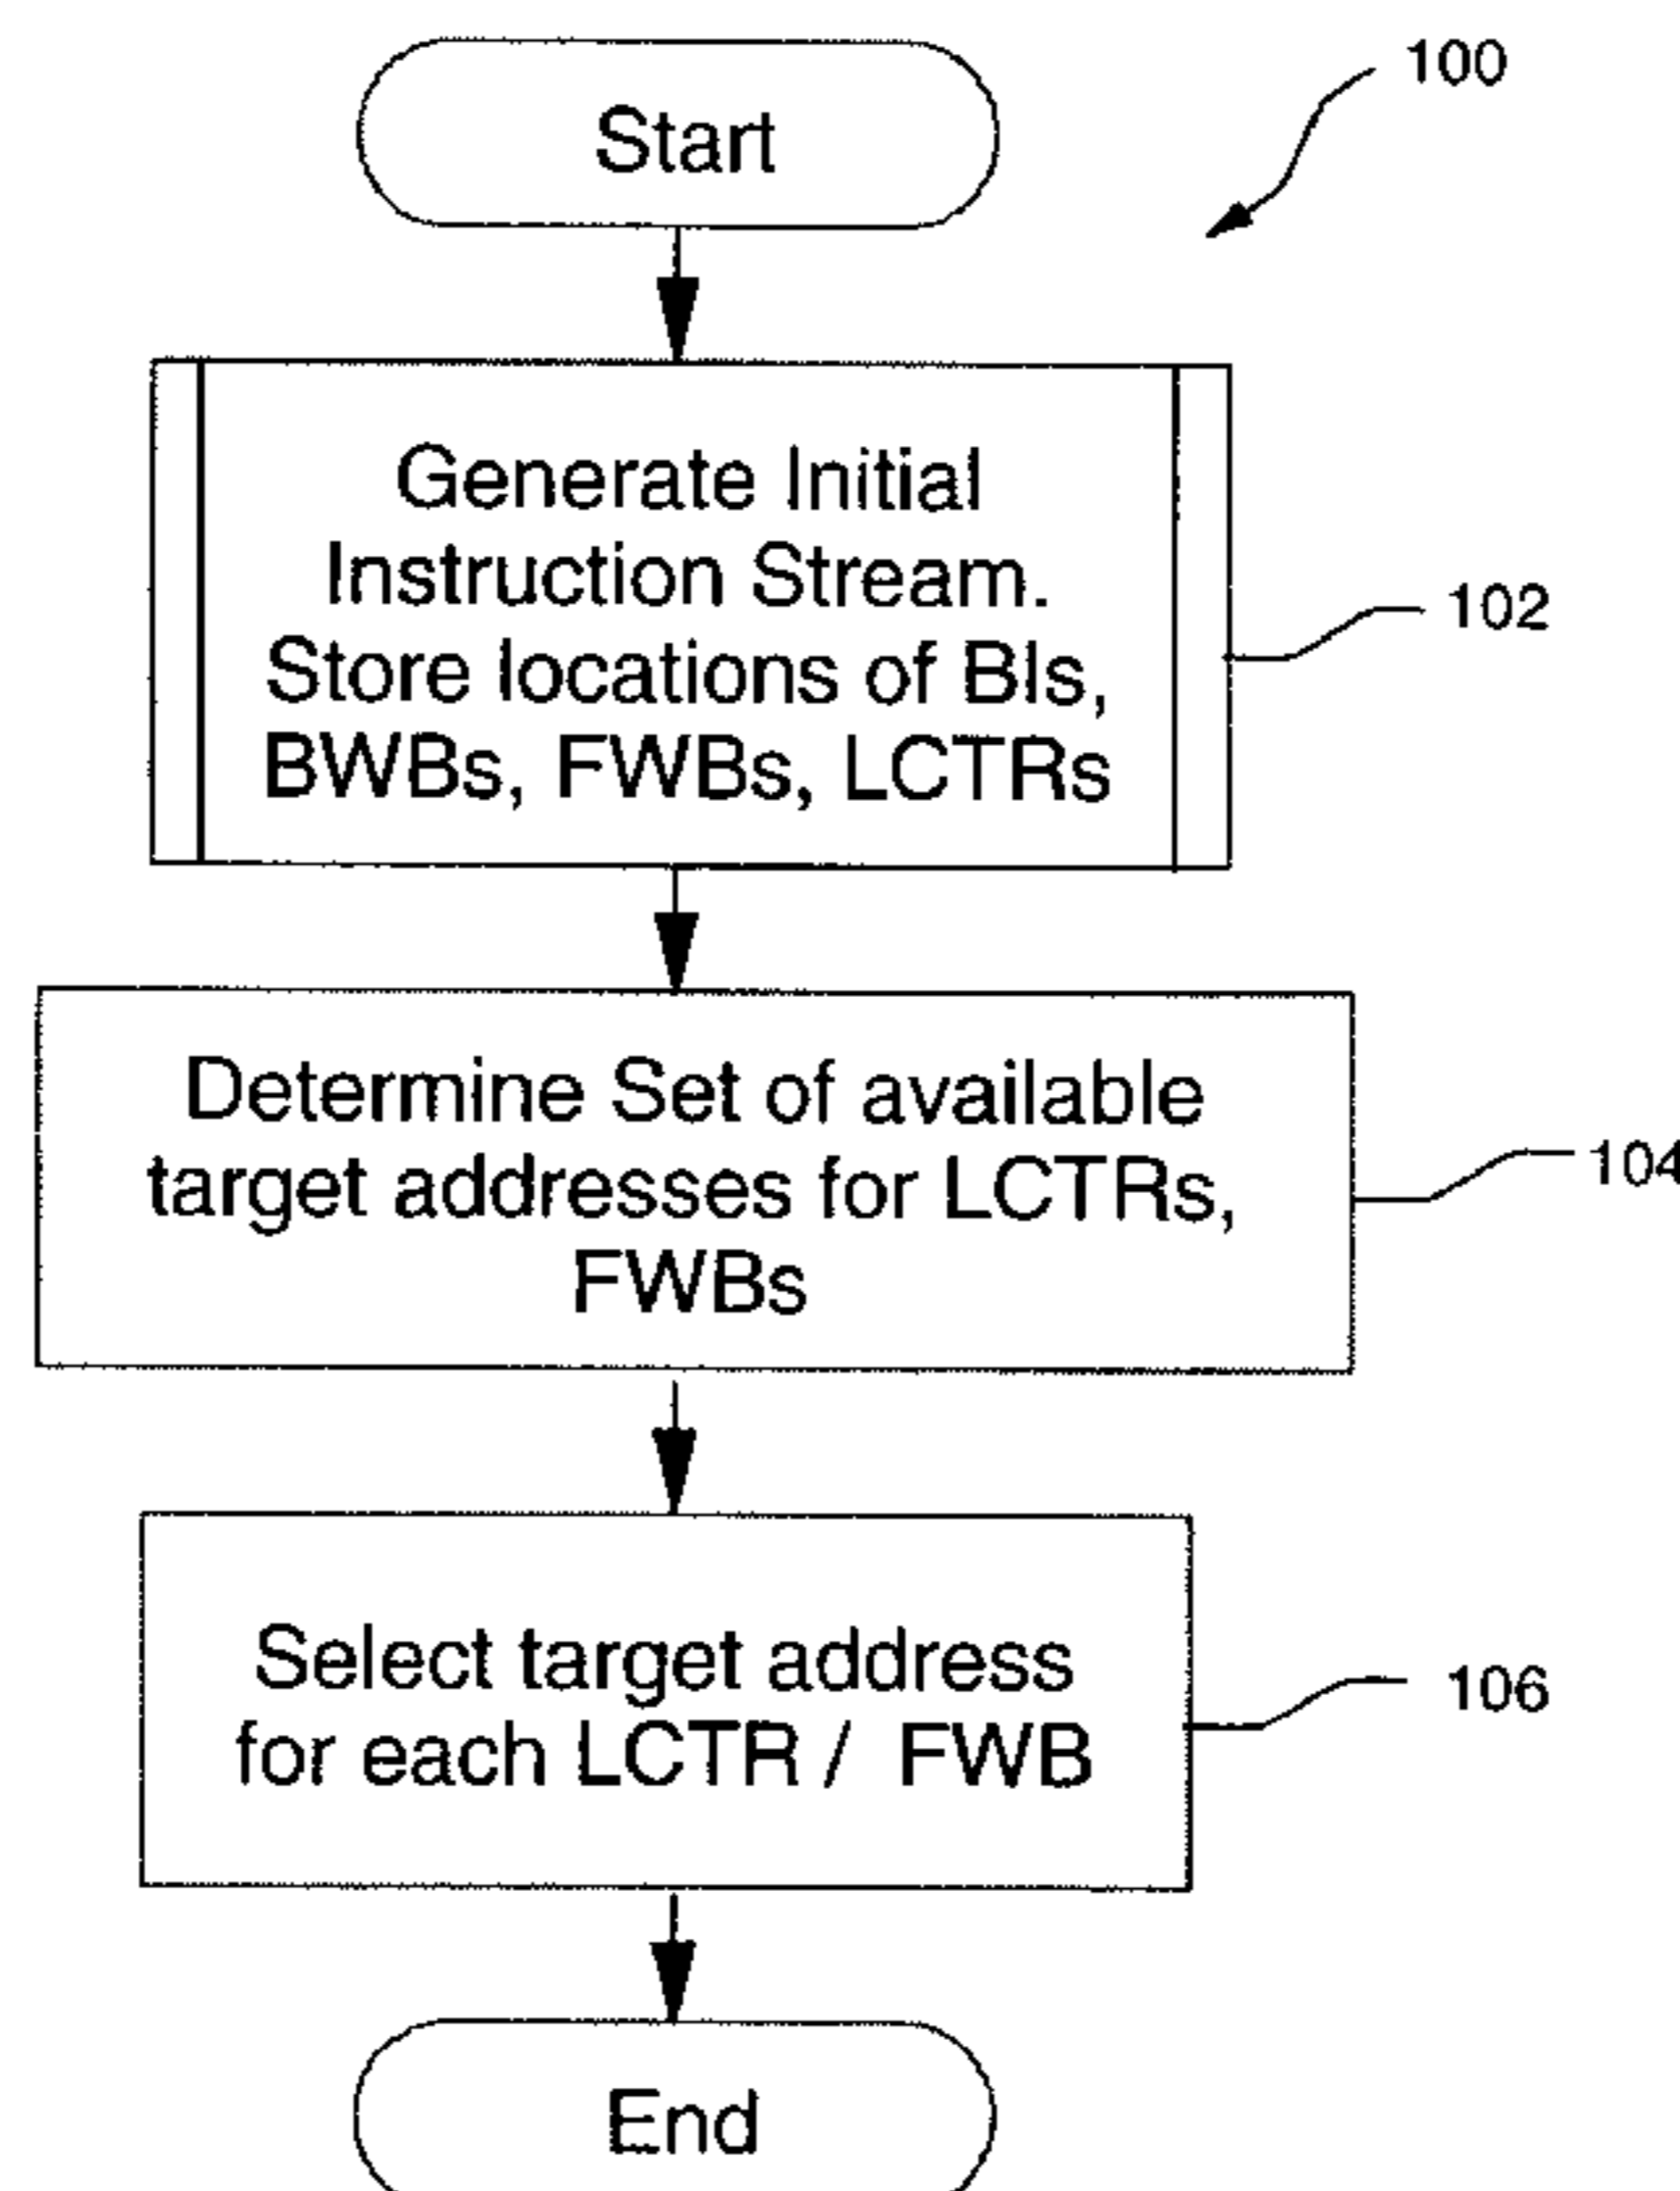 Start
100
Generate Initial
Instruction Stream.
Store locations of BIs,
BWBs, FWBs, LCTRs
102
Determine Set of available
target addresses for LCTRs,
FWBs
104
Select target address
for each LCTR / FWB
106
End